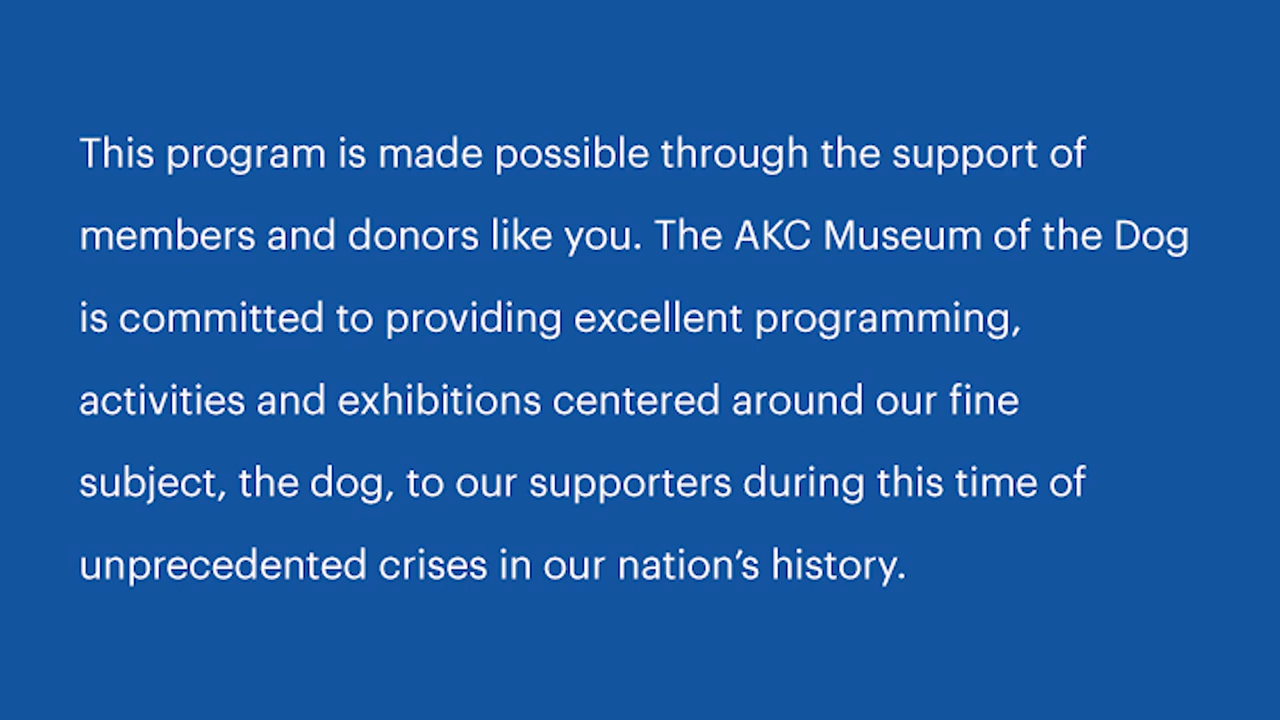 This program is made possible through the support of
members and donors like you. The AKC Museum of the Dog
is committed to providing excellent programming,
activities and exhibitions centered around our fine
subject, the dog, to our supporters during this time of
unprecedented crises in our nation’s history.